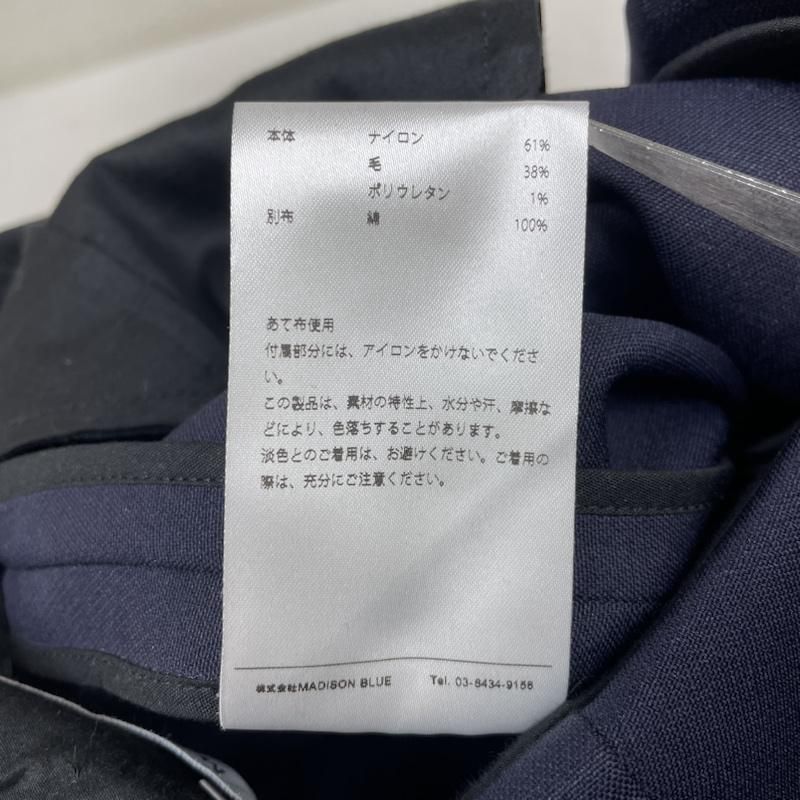 本体 ナイロン 61%
毛 38%
ポリウレタン 1%
別布 綿 100%
あて布使用
付属部分には、アイロンをかけないでくださ
い。
この製品は、素材の特性上、水分や汗、摩擦な
どにより、色落ちすることがあります。
淡色とのご着用は、お避けください。ご着用の
際は、充分にご注意ください。
株式会社MADISON BLUE Tel. 03-6434-9156